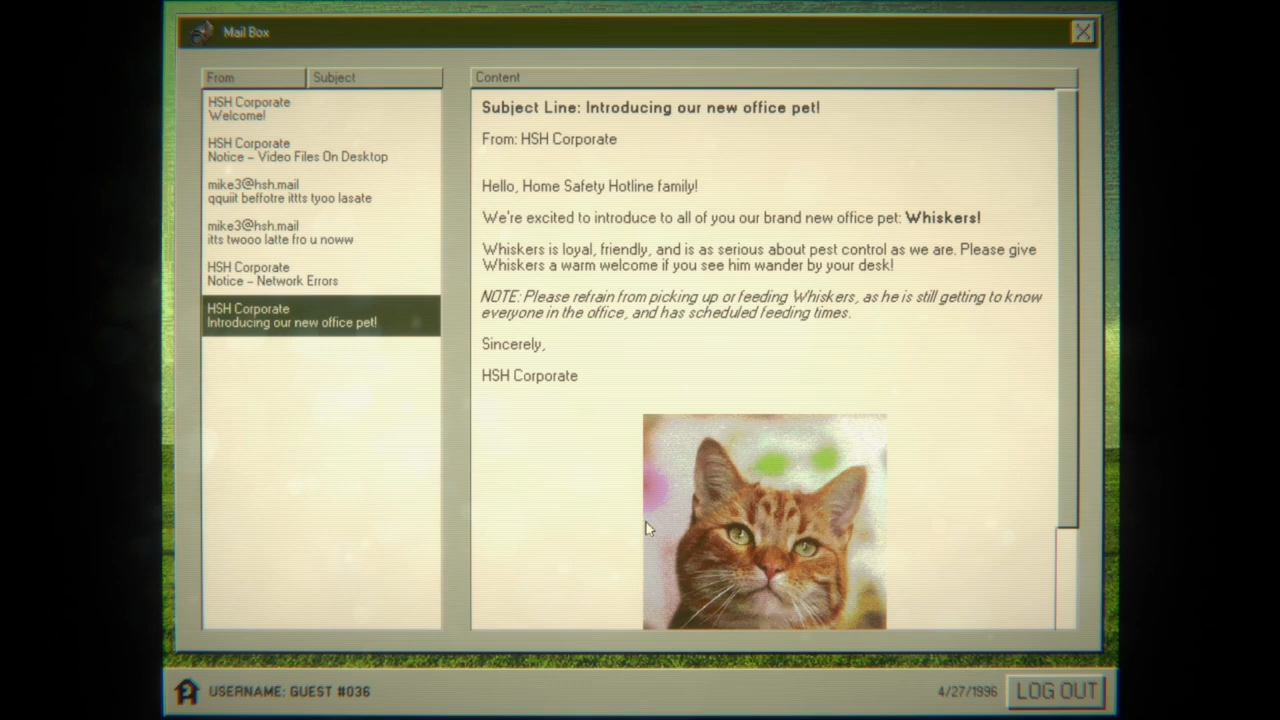 Mail Box
From Subject
Content
HSH Corporate
Welcome!
HSH Corporate
Notice - Video Files On Desktop
mike3@hsh.mail
qquiit beffotre ittts tyoo lasate
mike3@hsh.mail
itts twooo latte fro u noww
HSH Corporate
Notice - Network Errors
HSH Corporate
Introducing our new office pet!
Subject Line: Introducing our new office pet!
From: HSH Corporate
Hello, Home Safety Hotline family!
We're excited to introduce to all of you our brand new office pet: Whiskers!
Whiskers is loyal, friendly, and is as serious about pest control as we are. Please give
Whiskers a warm welcome if you see him wander by your desk!
NOTE: Please refrain from picking up or feeding Whiskers, as he is still getting to know
everyone in the office, and has scheduled feeding times.
Sincerely,
HSH Corporate
USERNAME: GUEST #036
4/27/1996
LOG OUT